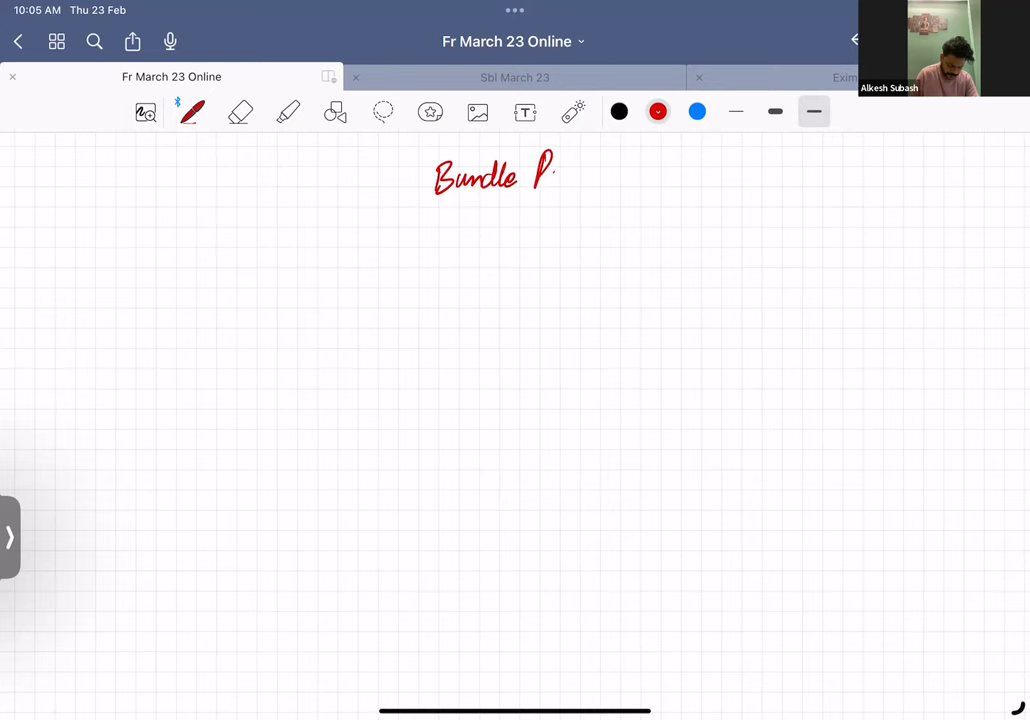 10:05 AM Thu 23 Feb
Fr March 23 Online
Fr March 23 Online
Sbl March 23
Exim
Alkesh Subash
T
Bundle P